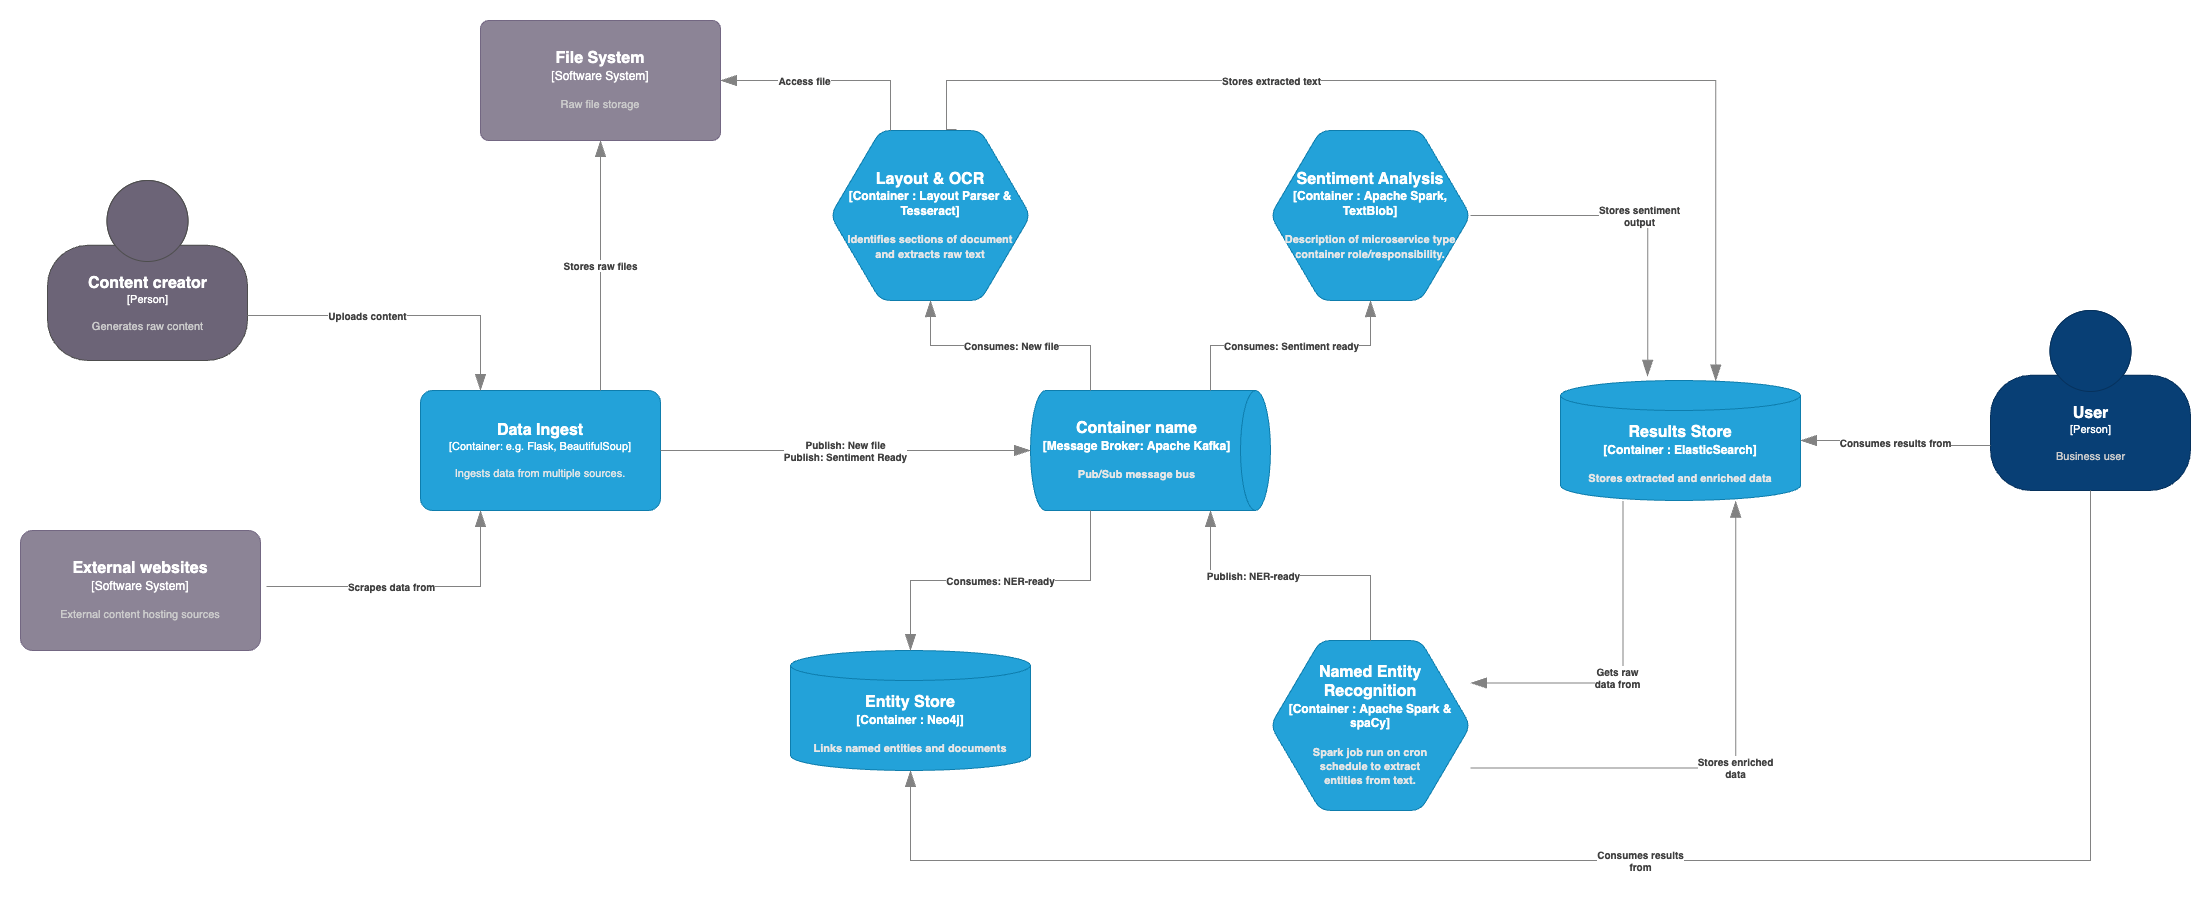 File System
[Software System]
Raw file storage
Access file
Stores extracted text
Layout & OCR
[Container : Layout Parser &
Tesseract]
Identifies sections of document
and extracts raw text
Sentiment Analysis
[Container : Apache Spark,
TextBlob]
Description of microservice type
container role/responsibility.
Stores sentiment
output
Stores raw files
Content creator
[Person]
Generates raw content
Uploads content
Consumes: New file
Consumes: Sentiment ready
Data Ingest
[Container: e.g. Flask, BeautifulSoup]
Ingests data from multiple sources.
Publish: New file
Publish: Sentiment Ready
Container name
[Message Broker: Apache Kafka]
Pub/Sub message bus
Results Store
[Container : ElasticSearch]
Stores extracted and enriched data
Consumes results from
User
[Person]
Business user
External websites
[Software System]
External content hosting sources
Scrapes data from
Consumes: NER-ready
Publish: NER-ready
Entity Store
[Container : Neo4j]
Links named entities and documents
Named Entity
Recognition
[Container : Apache Spark &
spaCy]
Spark job run on cron
schedule to extract
entities from text.
Gets raw
data from
Stores enriched
data
Consumes results
from